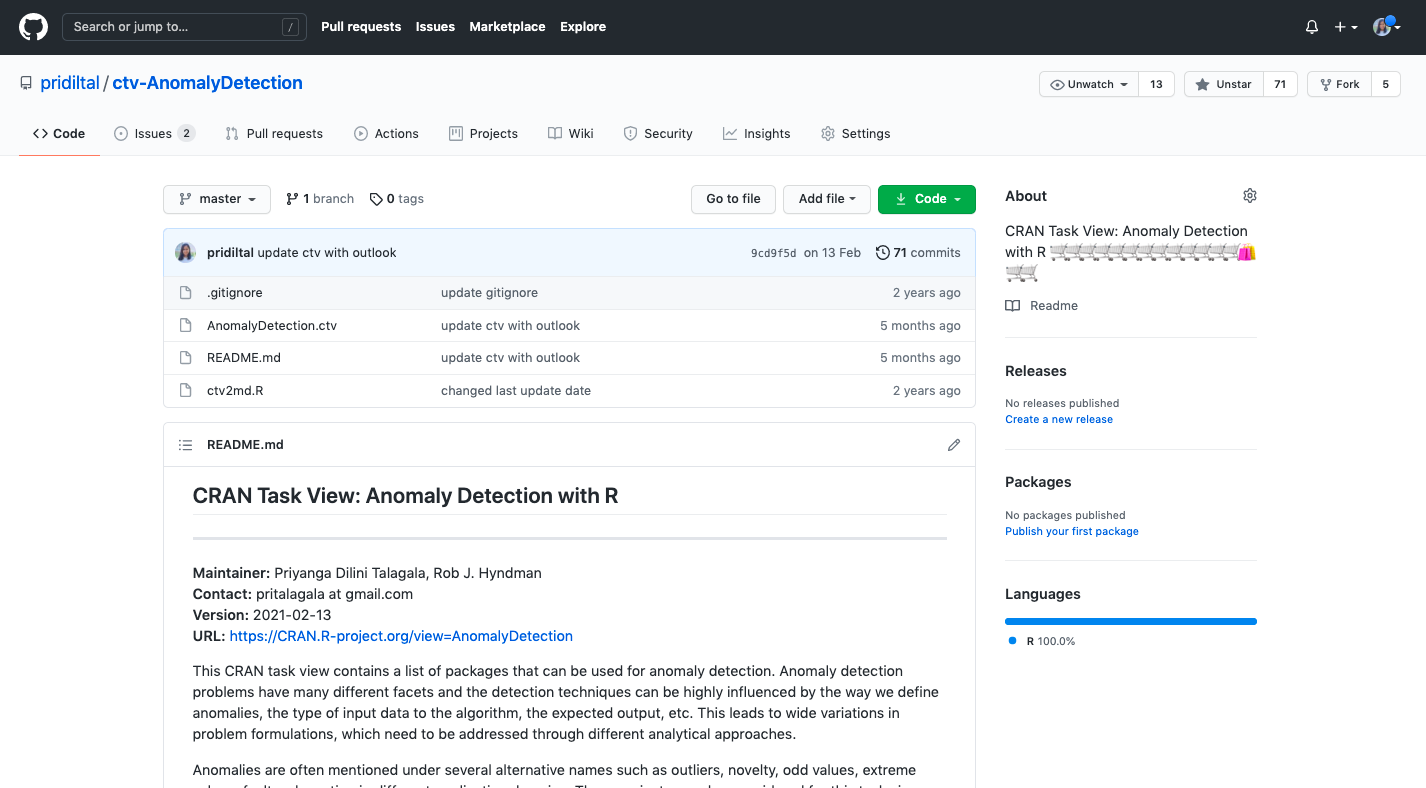 Search or jump to... /
Pull requests Issues Marketplace Explore
pridiltal / ctv-AnomalyDetection
Unwatch 13 Unstar 71 Fork 5
Code Issues 2 Pull requests Actions Projects Wiki Security Insights Settings
master 1 branch 0 tags Go to file Add file Code
pridiltal update ctv with outlook 9cd9f5d on 13 Feb 71 commits
.gitignore update gitignore 2 years ago
AnomalyDetection.ctv update ctv with outlook 5 months ago
README.md update ctv with outlook 5 months ago
ctv2md.R changed last update date 2 years ago
README.md
CRAN Task View: Anomaly Detection with R
Maintainer: Priyanga Dilini Talagala, Rob J. Hyndman
Contact: pritalagala at gmail.com
Version: 2021-02-13
URL: https://CRAN.R-project.org/view=AnomalyDetection
This CRAN task view contains a list of packages that can be used for anomaly detection. Anomaly detection
problems have many different facets and the detection techniques can be highly influenced by the way we define
anomalies, the type of input data to the algorithm, the expected output, etc. This leads to wide variations in
problem formulations, which need to be addressed through different analytical approaches.
Anomalies are often mentioned under several alternative names such as outliers, novelty, odd values, extreme
About
CRAN Task View: Anomaly Detection
with R 🛒🛒🛒🛒🛒🛒🛒🛒🛒🛒🛒🛒🛒🛍️
🛒🛒
Readme
Releases
No releases published
Create a new release
Packages
No packages published
Publish your first package
Languages
R 100.0%